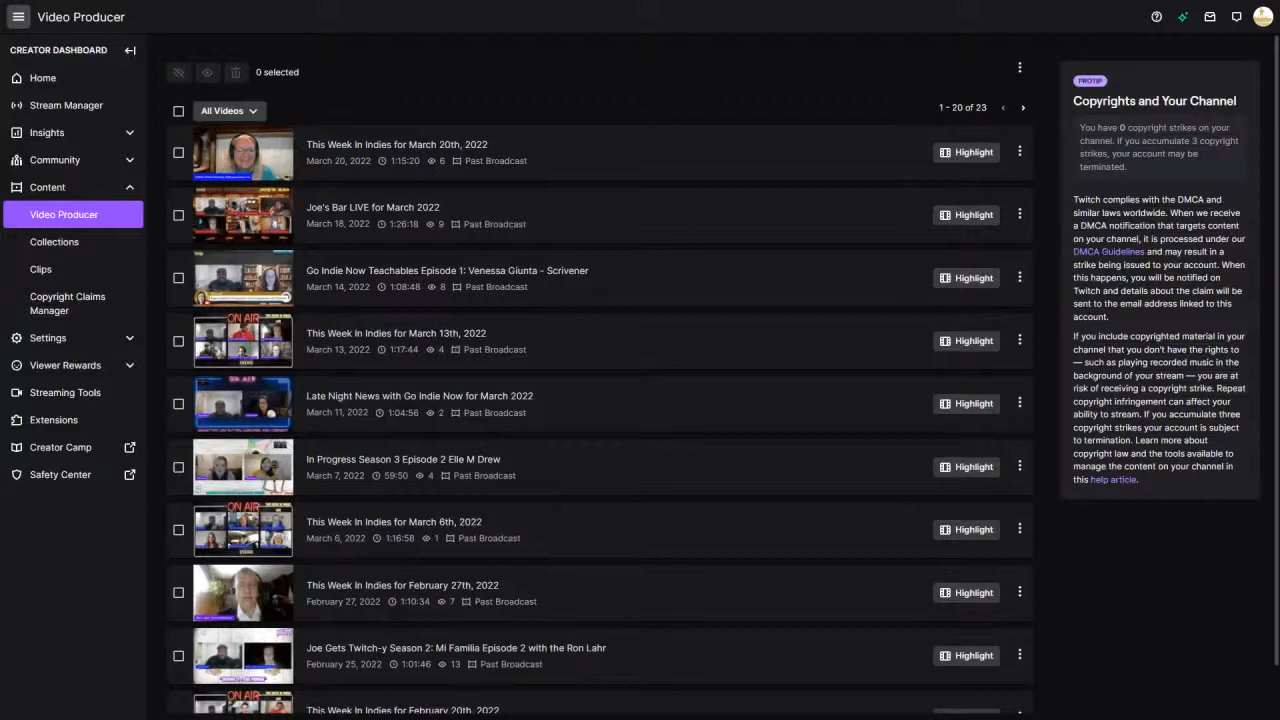 Video Producer
CREATOR DASHBOARD
Home
Stream Manager
Insights
Community
Content
Video Producer
Collections
Clips
Copyright Claims
Manager
Settings
Viewer Rewards
Streaming Tools
Extensions
Creator Camp
Safety Center
0 selected
All Videos
1 - 20 of 23
This Week In Indies for March 20th, 2022
March 20, 2022 1:15:20 6 Past Broadcast
Highlight
Joe's Bar LIVE for March 2022
March 18, 2022 1:26:18 9 Past Broadcast
Highlight
Go Indie Now Teachables Episode 1: Venessa Giunta - Scrivener
March 14, 2022 1:08:48 8 Past Broadcast
Highlight
ON AIR
This Week In Indies for March 13th, 2022
March 13, 2022 1:17:44 4 Past Broadcast
Highlight
ON AIR
Late Night News with Go Indie Now for March 2022
March 11, 2022 1:04:56 2 Past Broadcast
Highlight
In Progress Season 3 Episode 2 Elle M Drew
March 7, 2022 59:50 4 Past Broadcast
Highlight
ON AIR
This Week In Indies for March 6th, 2022
March 6, 2022 1:16:58 1 Past Broadcast
Highlight
This Week In Indies for February 27th, 2022
February 27, 2022 1:10:34 7 Past Broadcast
Highlight
Joe Gets Twitch-y Season 2: Mi Familia Episode 2 with the Ron Lahr
February 25, 2022 1:01:46 13 Past Broadcast
Highlight
ON AIR
This Week In Indies for February 20th, 2022
PROTIP
Copyrights and Your Channel
You have 0 copyright strikes on your
channel. If you accumulate 3 copyright
strikes, your account may be
terminated.
Twitch complies with the DMCA and
similar laws worldwide. When we receive
a DMCA notification that targets content
on your channel, it is processed under our
DMCA Guidelines and may result in a
strike being issued to your account. When
this happens, you will be notified on
Twitch and details about the claim will be
sent to the email address linked to this
account.
If you include copyrighted material in your
channel that you don't have the rights to
— such as playing recorded music in the
background of your stream — you are at
risk of receiving a copyright strike. Repeat
copyright infringement can affect your
ability to stream. If you accumulate three
copyright strikes your account is subject
to termination. Learn more about
copyright law and the tools available to
manage the content on your channel in
this help article.